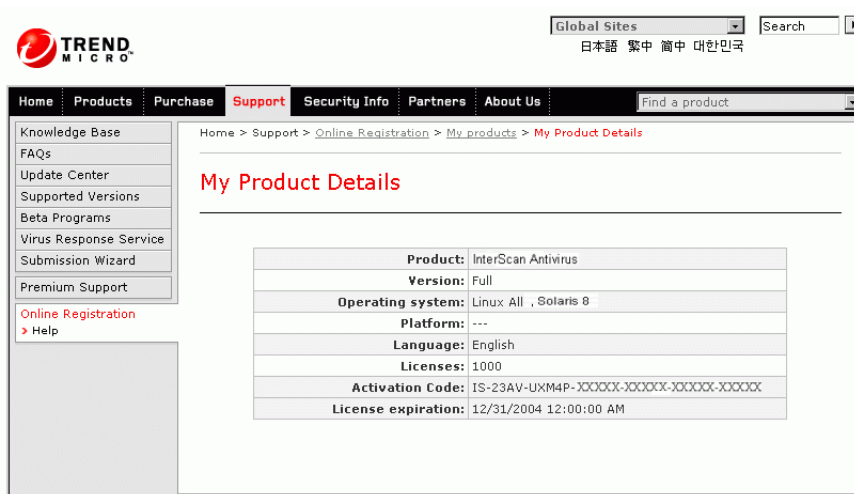 Global Sites
Search
日本語 繁中 简中 대한민국
TREND
MICRO™
Home Products Purchase Support Security Info Partners About Us
Find a product
Knowledge Base
FAQs
Update Center
Supported Versions
Beta Programs
Virus Response Service
Submission Wizard
Premium Support
Online Registration
> Help
Home > Support > Online Registration > My products > My Product Details
My Product Details
Product: InterScan Antivirus
Version: Full
Operating system: Linux All , Solaris 8
Platform: ---
Language: English
Licenses: 1000
Activation Code: IS-23AV-UXM4P-XXXXX-XXXXX-XXXXX-XXXXX
License expiration: 12/31/2004 12:00:00 AM